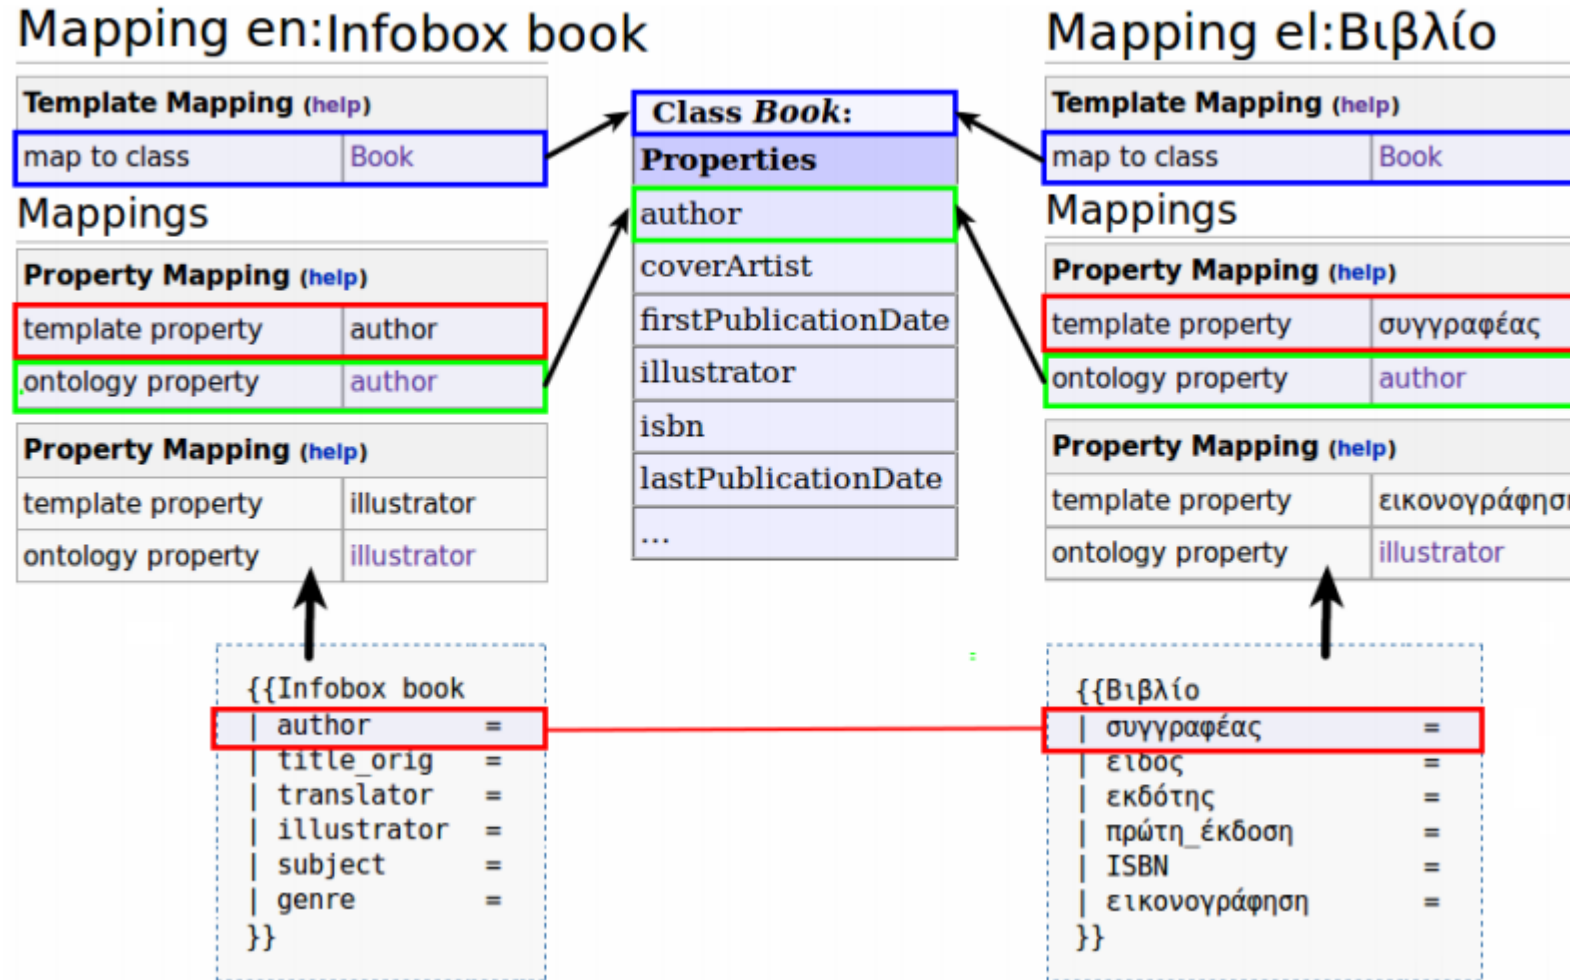 Mapping en:Infobox book
Template Mapping (help)
map to class Book
Mappings
Property Mapping (help)
template property author
ontology property author
Property Mapping (help)
template property illustrator
ontology property illustrator
{{Infobox book
| author =
| title_orig =
| translator =
| illustrator =
| subject =
| genre =
}}
Class Book:
Properties
author
coverArtist
firstPublicationDate
illustrator
isbn
lastPublicationDate
...
Mapping el:Βιβλίο
Template Mapping (help)
map to class Book
Mappings
Property Mapping (help)
template property συγγραφέας
ontology property author
Property Mapping (help)
template property
ontology property illustrator
{{Βιβλίο
| συγγραφέας =
| είδος =
| εκδότης =
| πρώτη_έκδοση =
| ISBN =
| εικονογράφηση =
}}